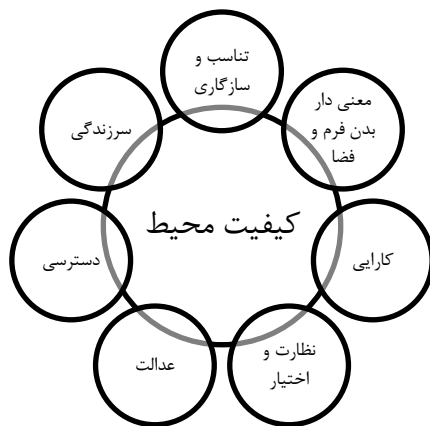 تناسب و
سازگاری
معنی دار
بدن فرم و
فضا
کارایی
نظارت و
اختیار
عدالت
دسترسی
سرزندگی
کیفیت محیط